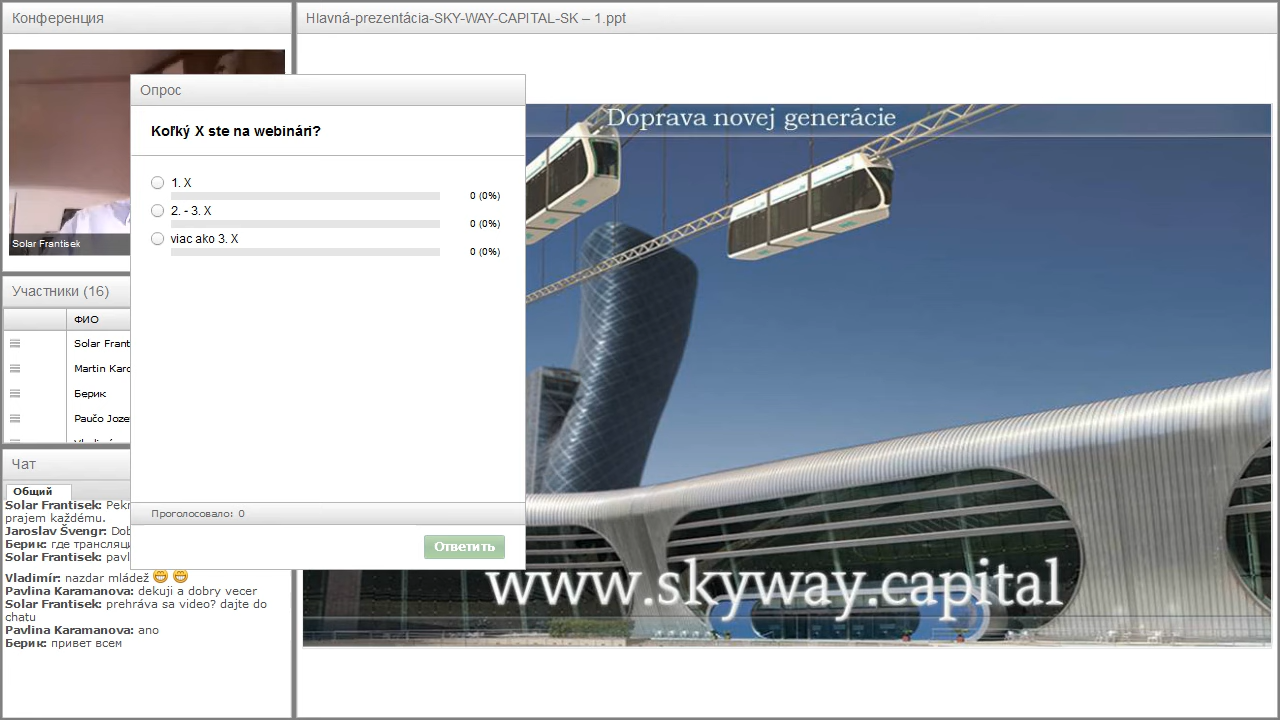 Конференция
Hlavná-prezentácia-SKY-WAY-CAPITAL-SK – 1.ppt
Solar Frantisek
Участники (16)
ФИО
Solar Frant
Martin Karc
Берик
Paučo Joze
Чат
Общий
Solar Frantisek: Pekr
prajem každému.
Jaroslav Švengr: Dob
Берик: где трансляци
Solar Frantisek: pavl
Vladimír: nazdar mládež
Pavlina Karamanova: dekuji a dobry vecer
Solar Frantisek: prehráva sa video? dajte do
chatu
Pavlina Karamanova: ano
Берик: привет всем
Опрос
Koľký X ste na webinári?
1. X
0 (0%)
2. - 3. X
0 (0%)
viac ako 3. X
0 (0%)
Проголосовало: 0
Ответить
Doprava novej generácie
www.skyway.capital